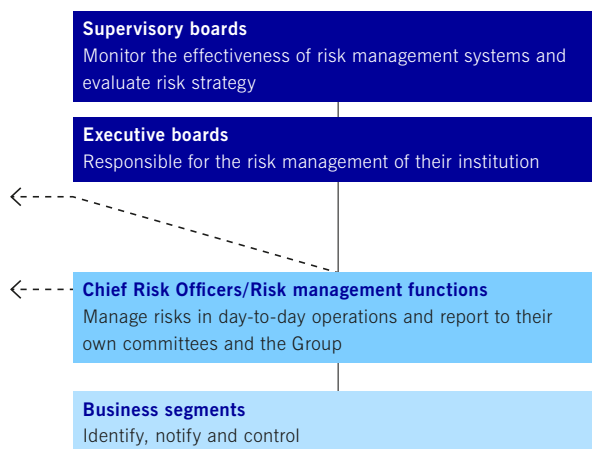 Supervisory boards
Monitor the effectiveness of risk management systems and
evaluate risk strategy
Executive boards
Responsible for the risk management of their institution
Chief Risk Officers/Risk management functions
Manage risks in day-to-day operations and report to their
own committees and the Group
Business segments
Identify, notify and control